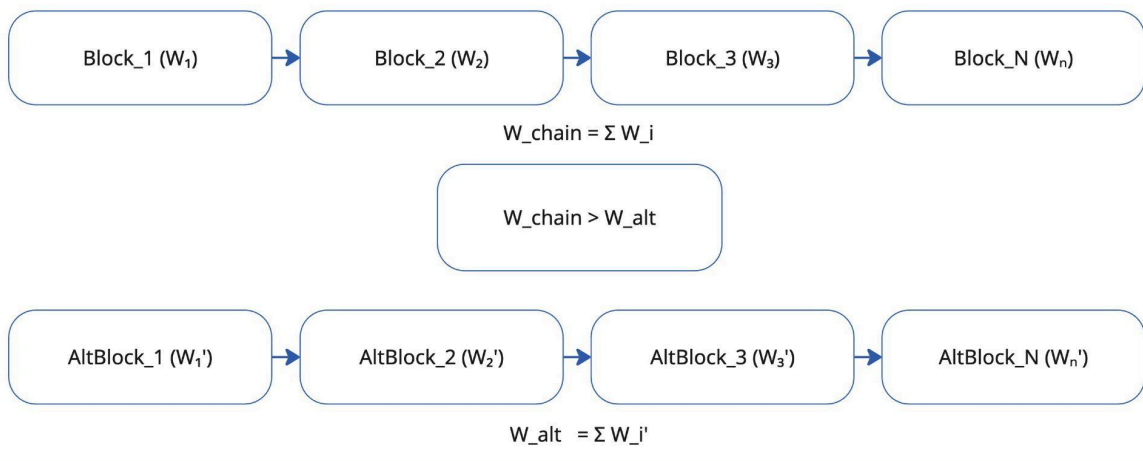 Block_1 (W₁)
Block_2 (W₂)
Block_3 (W₃)
Block_N (Wₙ)
W_chain = Σ W_i
W_chain > W_alt
AltBlock_1 (W₁')
AltBlock_2 (W₂')
AltBlock_3 (W₃')
AltBlock_N (Wₙ')
W_alt = Σ W_i'